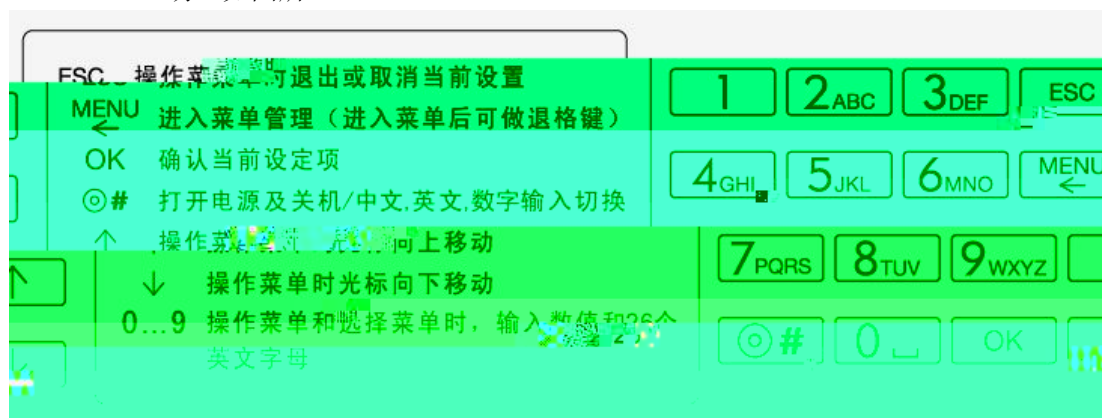 ESC 操作菜单时退出或取消当前设置
MENU
← 进入菜单管理（进入菜单后可做退格键）
OK 确认当前设定项
◎# 打开电源及关机/中文,英文,数字输入切换
↑ 操作菜 向上移动
↓ 操作菜单时光标向下移动
0...9 操作菜单和选择菜单时，输入数值和26个
英文字母
1 2ABC 3DEF ESC
4GHI 5JKL 6MNO MENU
←
7PQRS 8TUV 9WXYZ
◎# 0 OK
↑